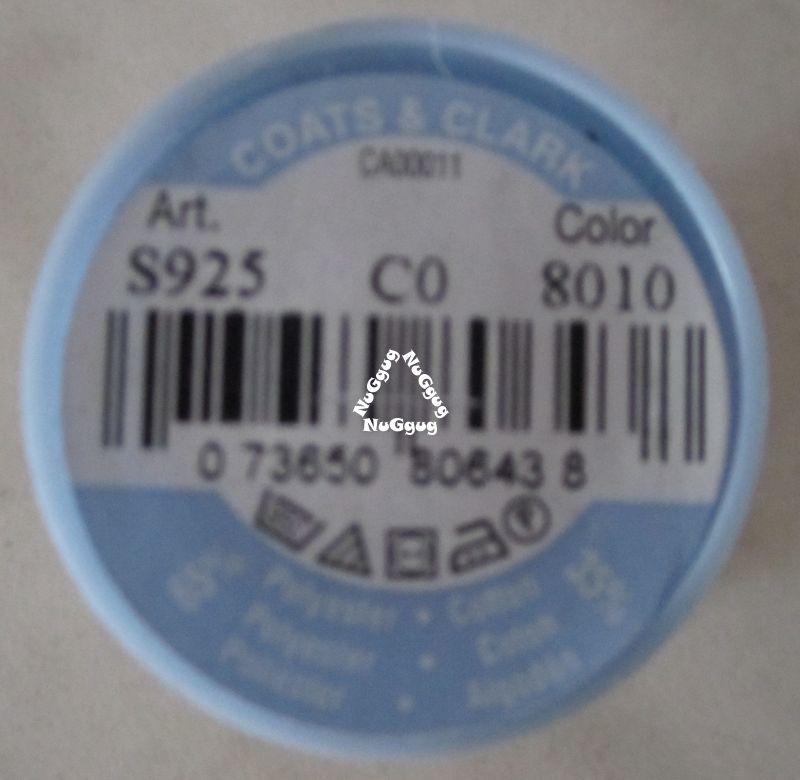 COATS & CLARK
CA00011
Art.
Color
S925 C0 8010
NuGgug
NuGgug
NuGgug
0 73650 80643 8
Polyester • Cotton
Polyester • Coton
Poliéster • Algodón